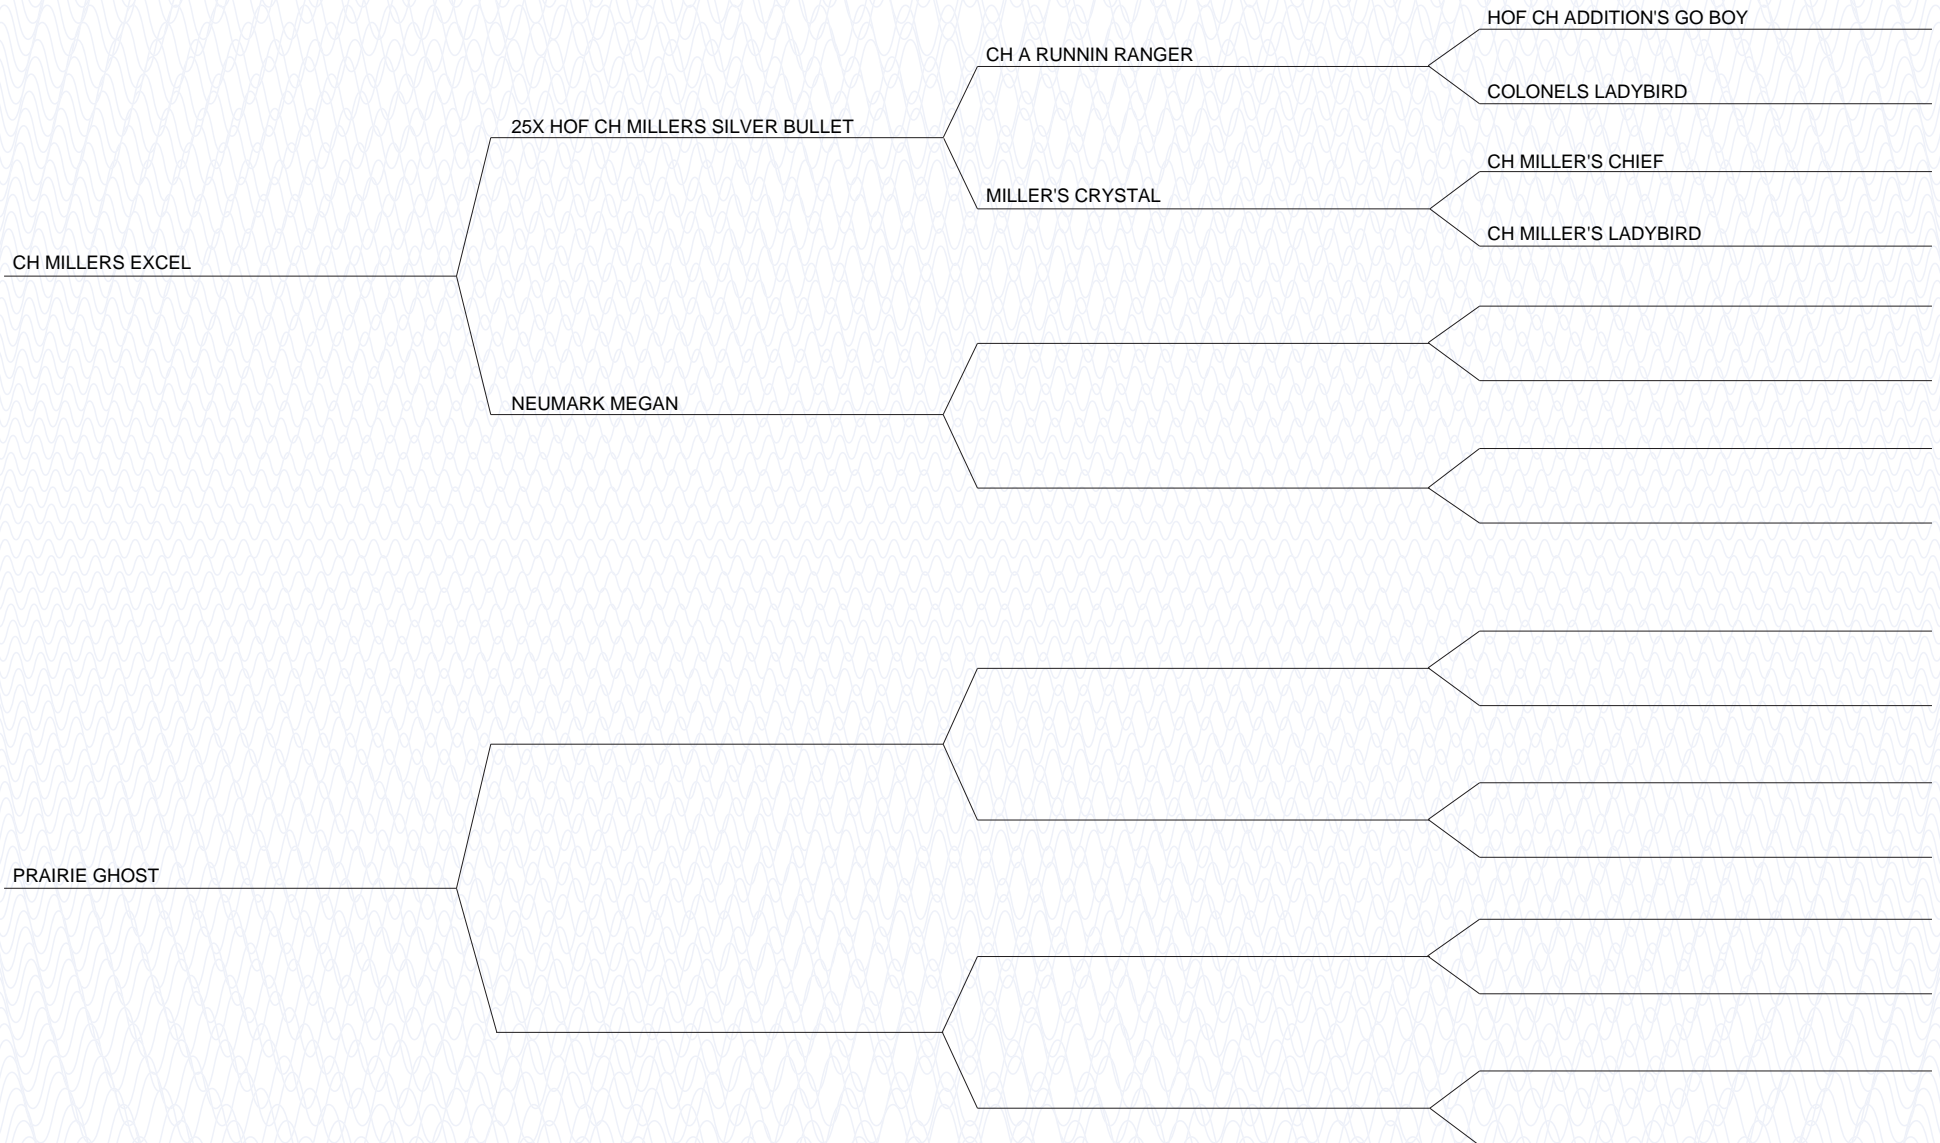 HOF CH ADDITION'S GO BOY
CH A RUNNIN RANGER
COLONELS LADYBIRD
25X HOF CH MILLERS SILVER BULLET
CH MILLER'S CHIEF
MILLER'S CRYSTAL
CH MILLER'S LADYBIRD
CH MILLERS EXCEL
NEUMARK MEGAN
PRAIRIE GHOST